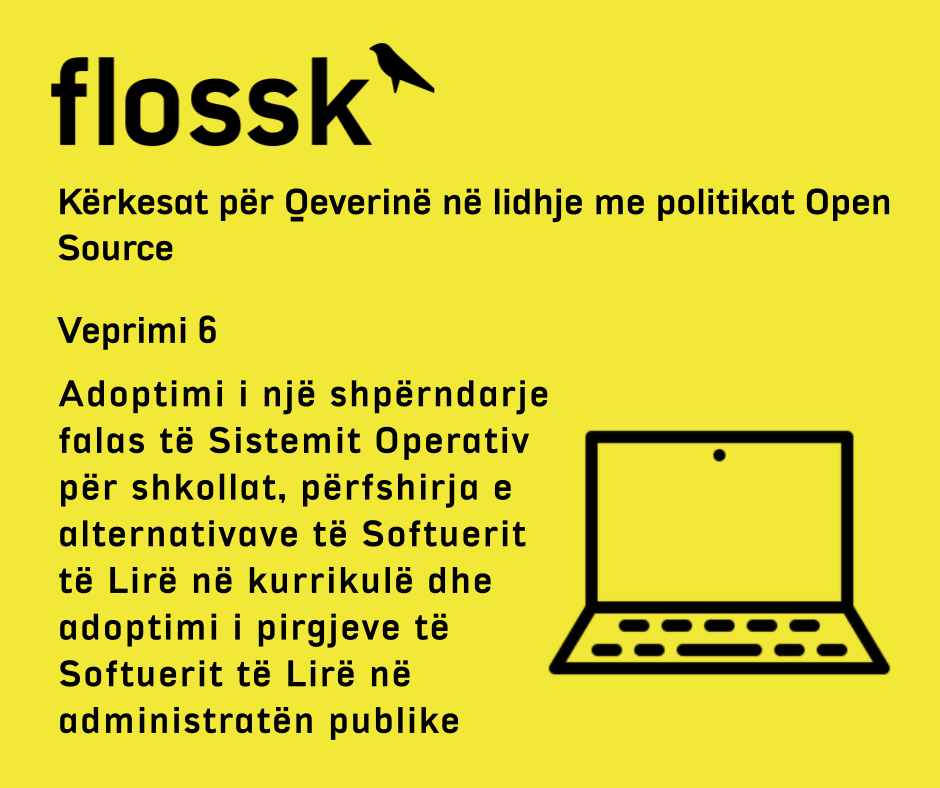 flossk
Kërkesat për Qeverinë në lidhje me politikat Open
Source
Veprimi 6
Adoptimi i një shpërndarje
falas të Sistemit Operativ
për shkollat, përfshirja e
alternativave të Softuerit
të Lirë në kurrikulë dhe
adoptimi i pirgjeve të
Softuerit të Lirë në
administratën publike